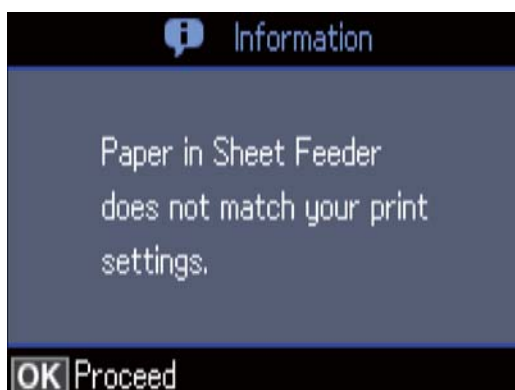 Information
Paper in Sheet Feeder
does not match your print
settings.
OK Proceed